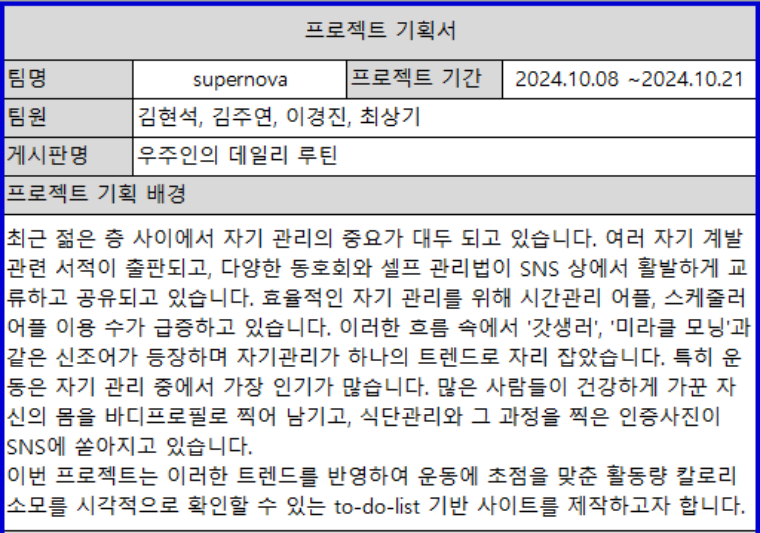 프로젝트 기획서
팀명 supernova 프로젝트 기간 2024.10.08 ~2024.10.21
팀원 김현석, 김주연, 이경진, 최상기
게시판명 우주인의 데일리 루틴
프로젝트 기획 배경
최근 젊은 층 사이에서 자기 관리의 중요가 대두 되고 있습니다. 여러 자기 계발
관련 서적이 출판되고, 다양한 동호회와 셀프 관리법이 SNS 상에서 활발하게 교
류하고 공유되고 있습니다. 효율적인 자기 관리를 위해 시간관리 어플, 스케줄러
어플 이용 수가 급증하고 있습니다. 이러한 흐름 속에서 '갓생러', '미라클 모닝'과
같은 신조어가 등장하며 자기관리가 하나의 트렌드로 자리 잡았습니다. 특히 운
동은 자기 관리 중에서 가장 인기가 많습니다. 많은 사람들이 건강하게 가꾼 자
신의 몸을 바디프로필로 찍어 남기고, 식단관리와 그 과정을 찍은 인증사진이
SNS에 쏟아지고 있습니다.
이번 프로젝트는 이러한 트렌드를 반영하여 운동에 초점을 맞춘 활동량 칼로리
소모를 시각적으로 확인할 수 있는 to-do-list 기반 사이트를 제작하고자 합니다.